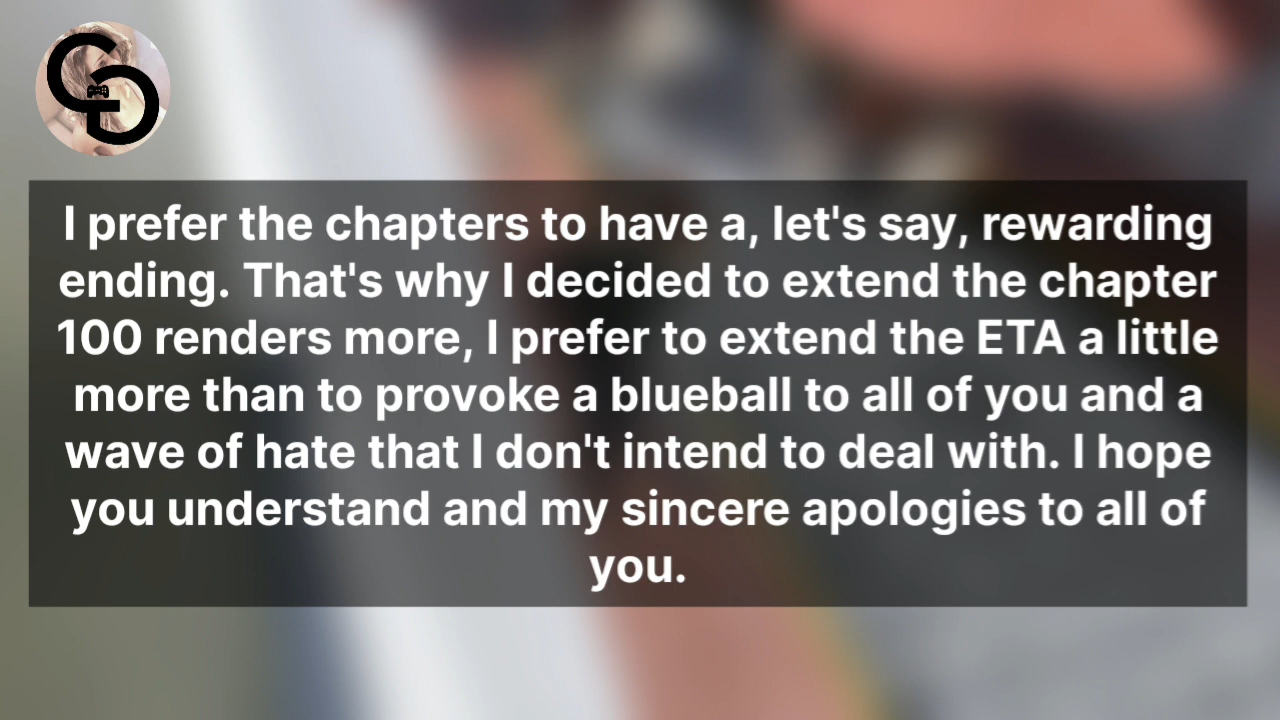 I prefer the chapters to have a, let's say, rewarding
ending. That's why I decided to extend the chapter
100 renders more, I prefer to extend the ETA a little
more than to provoke a blueball to all of you and a
wave of hate that I don't intend to deal with. I hope
you understand and my sincere apologies to all of
you.